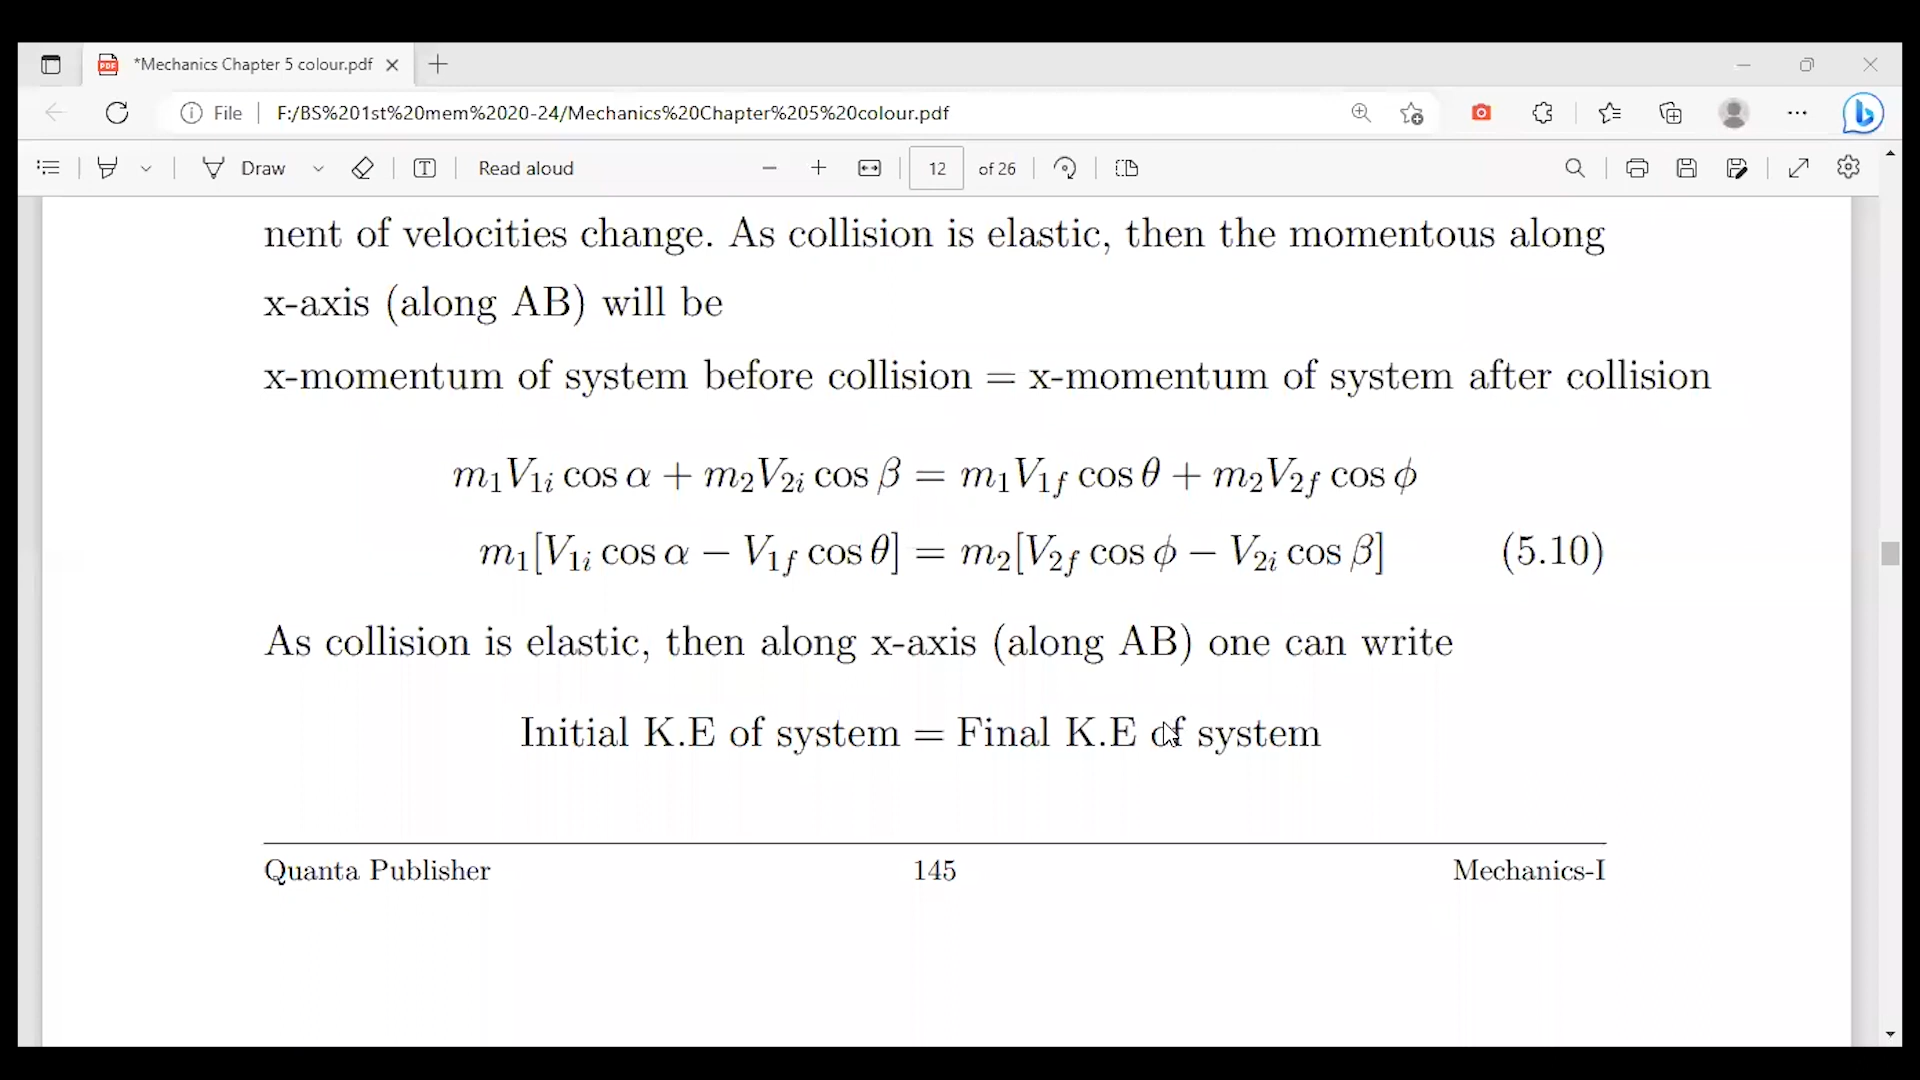 *Mechanics Chapter 5 colour.pdf
File F:/BS%201st%20mem%2020-24/Mechanics%20Chapter%205%20colour.pdf
Draw Read aloud 12 of 26
nent of velocities change. As collision is elastic, then the momentous along
x-axis (along AB) will be
x-momentum of system before collision = x-momentum of system after collision
m₁V₁ᵢ cos α + m₂V₂ᵢ cos β = m₁V₁f cos θ + m₂V₂f cos ϕ
m₁[V₁ᵢ cos α − V₁f cos θ] = m₂[V₂f cos ϕ − V₂ᵢ cos β] (5.10)
As collision is elastic, then along x-axis (along AB) one can write
Initial K.E of system = Final K.E of system
Quanta Publisher 145 Mechanics-I